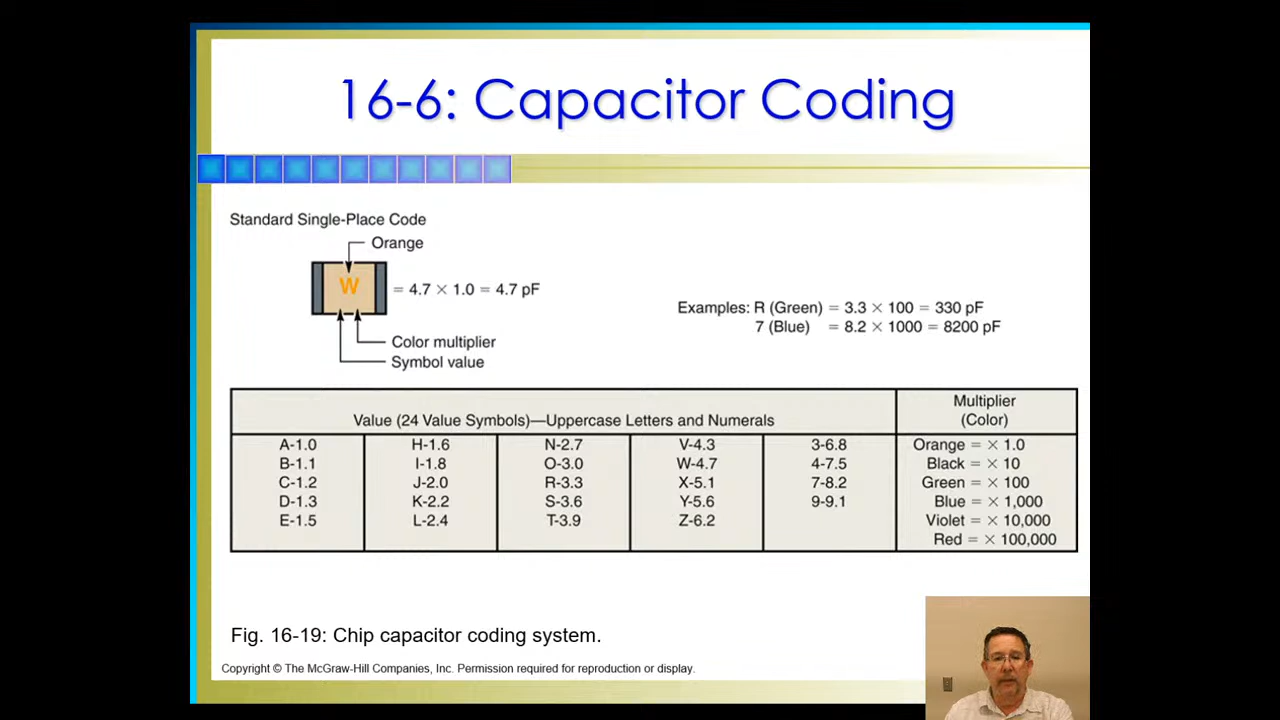 16-6: Capacitor Coding
Standard Single-Place Code
Orange
W
= 4.7 × 1.0 = 4.7 pF
Color multiplier
Symbol value
Examples: R (Green) = 3.3 × 100 = 330 pF
7 (Blue) = 8.2 × 1000 = 8200 pF
Value (24 Value Symbols)—Uppercase Letters and Numerals
Multiplier
(Color)
A-1.0 H-1.6 N-2.7 V-4.3 3-6.8 Orange = × 1.0
B-1.1 I-1.8 O-3.0 W-4.7 4-7.5 Black = × 10
C-1.2 J-2.0 R-3.3 X-5.1 7-8.2 Green = × 100
D-1.3 K-2.2 S-3.6 Y-5.6 9-9.1 Blue = × 1,000
E-1.5 L-2.4 T-3.9 Z-6.2 Violet = × 10,000
Red = × 100,000
Fig. 16-19: Chip capacitor coding system.
Copyright © The McGraw-Hill Companies, Inc. Permission required for reproduction or display.